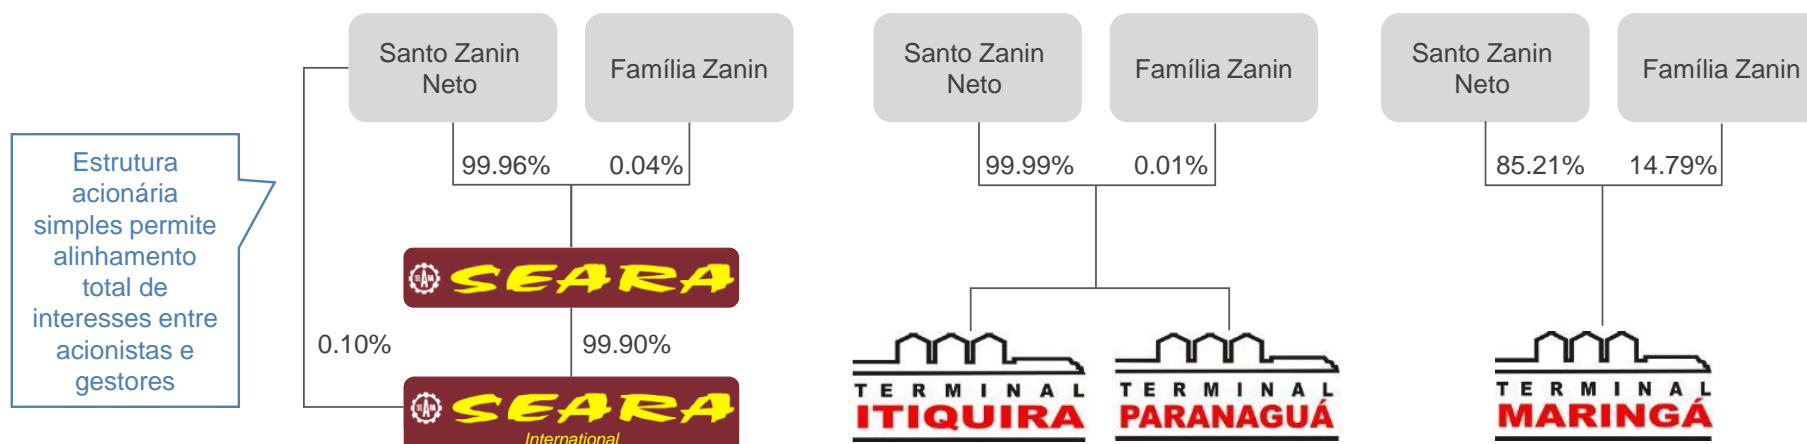 Santo Zanin
Neto
Família Zanin
99.96%
0.04%
Estrutura
acionária
simples permite
alinhamento
total de
interesses entre
acionistas e
gestores
SEARA
0.10%
99.90%
SEARA
International
Santo Zanin
Neto
Família Zanin
99.99%
0.01%
TERMINAL
ITIQUIRA
TERMINAL
PARANAGUÁ
Santo Zanin
Neto
Família Zanin
85.21%
14.79%
TERMINAL
MARINGÁ